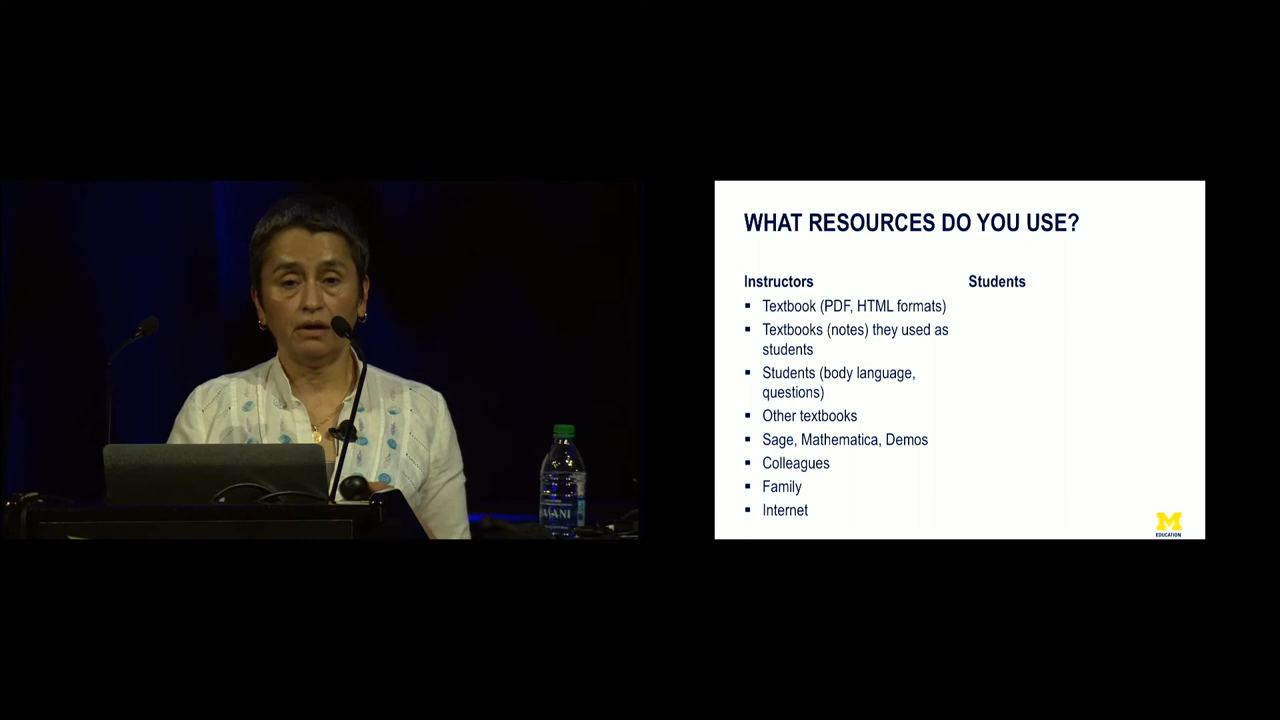 WHAT RESOURCES DO YOU USE?
Instructors
Textbook (PDF, HTML formats)
Textbooks (notes) they used as
students
Students (body language,
questions)
Other textbooks
Sage, Mathematica, Demos
Colleagues
Family
Internet
Students
M
EDUCATION